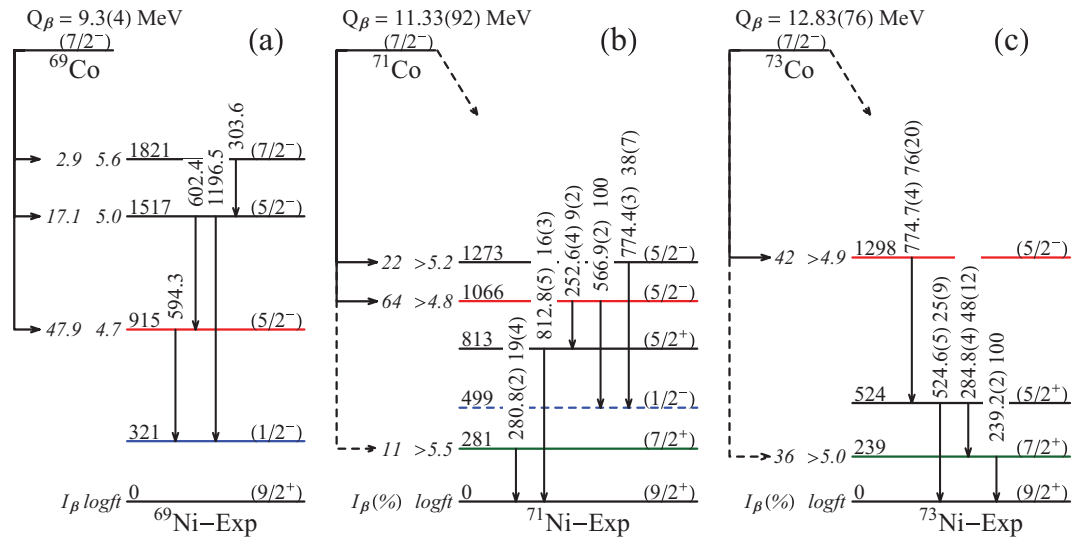 Qβ = 9.3(4) MeV
(7/2⁻)
⁶⁹Co
(a)
303.6
602.4
1196.5
2.9 5.6 1821 (7/2⁻)
17.1 5.0 1517 (5/2⁻)
594.3
47.9 4.7 915 (5/2⁻)
321 (1/2⁻)
Iβ logft 0 (9/2⁺)
⁶⁹Ni−Exp
Qβ = 11.33(92) MeV
(7/2⁻)
⁷¹Co
(b)
280.8(2) 19(4)
812.8(5) 16(3)
252.6(4) 9(2)
566.9(2) 100
774.4(3) 38(7)
22 >5.2 1273 (5/2⁻)
64 >4.8 1066 (5/2⁻)
813 (5/2⁺)
499 (1/2⁻)
11 >5.5 281 (7/2⁺)
Iβ(%) logft 0 (9/2⁺)
⁷¹Ni−Exp
Qβ = 12.83(76) MeV
(7/2⁻)
⁷³Co
(c)
774.7(4) 76(20)
42 >4.9 1298 (5/2⁻)
524.6(5) 25(9)
284.8(4) 48(12)
239.2(2) 100
524 (5/2⁺)
36 >5.0 239 (7/2⁺)
Iβ(%) logft 0 (9/2⁺)
⁷³Ni−Exp